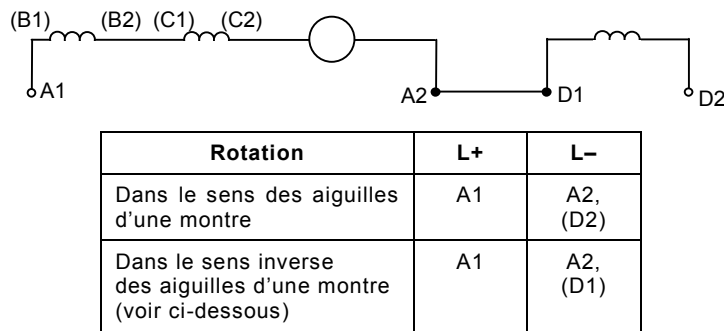 (B1) (B2) (C1) (C2)
A1 A2 D1 D2
Rotation L+ L–
Dans le sens des aiguilles d'une montre A1 A2, (D2)
Dans le sens inverse des aiguilles d'une montre (voir ci-dessous) A1 A2, (D1)